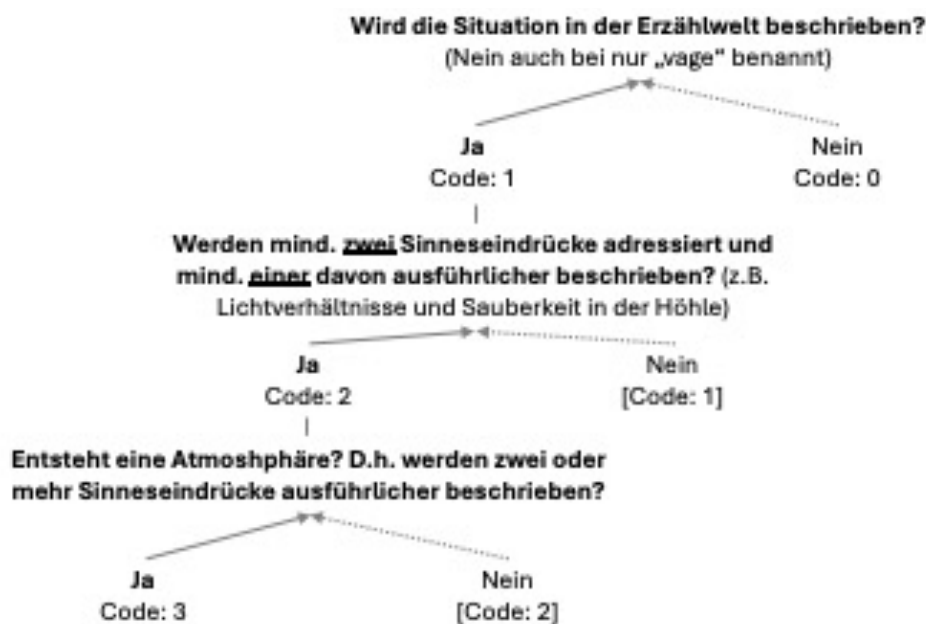 Wird die Situation in der Erzählwelt beschrieben?
(Nein auch bei nur „vage“ benannt)
Ja
Nein
Code: 1
Code: 0
Werden mind. zwei Sinneseindrücke adressiert und
mind. einer davon ausführlicher beschrieben? (z.B.
Lichtverhältnisse und Sauberkeit in der Höhle)
Ja
Nein
Code: 2
[Code: 1]
Entsteht eine Atmoshphäre? D.h. werden zwei oder
mehr Sinneseindrücke ausführlicher beschrieben?
Ja
Nein
Code: 3
[Code: 2]